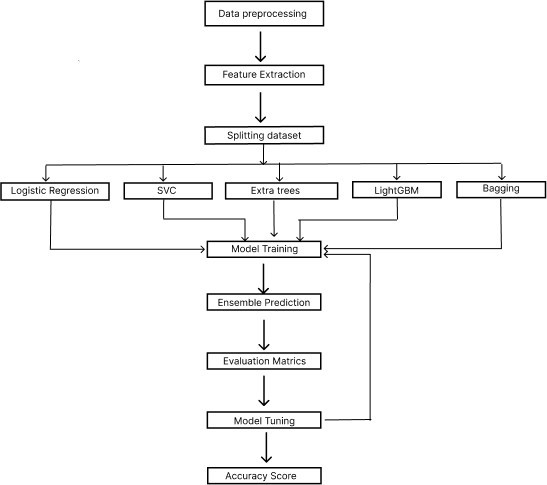 Data preprocessing
Feature Extraction
Splitting dataset
Logistic Regression
SVC
Extra trees
LightGBM
Bagging
Model Training
Ensemble Prediction
Evaluation Matrics
Model Tuning
Accuracy Score